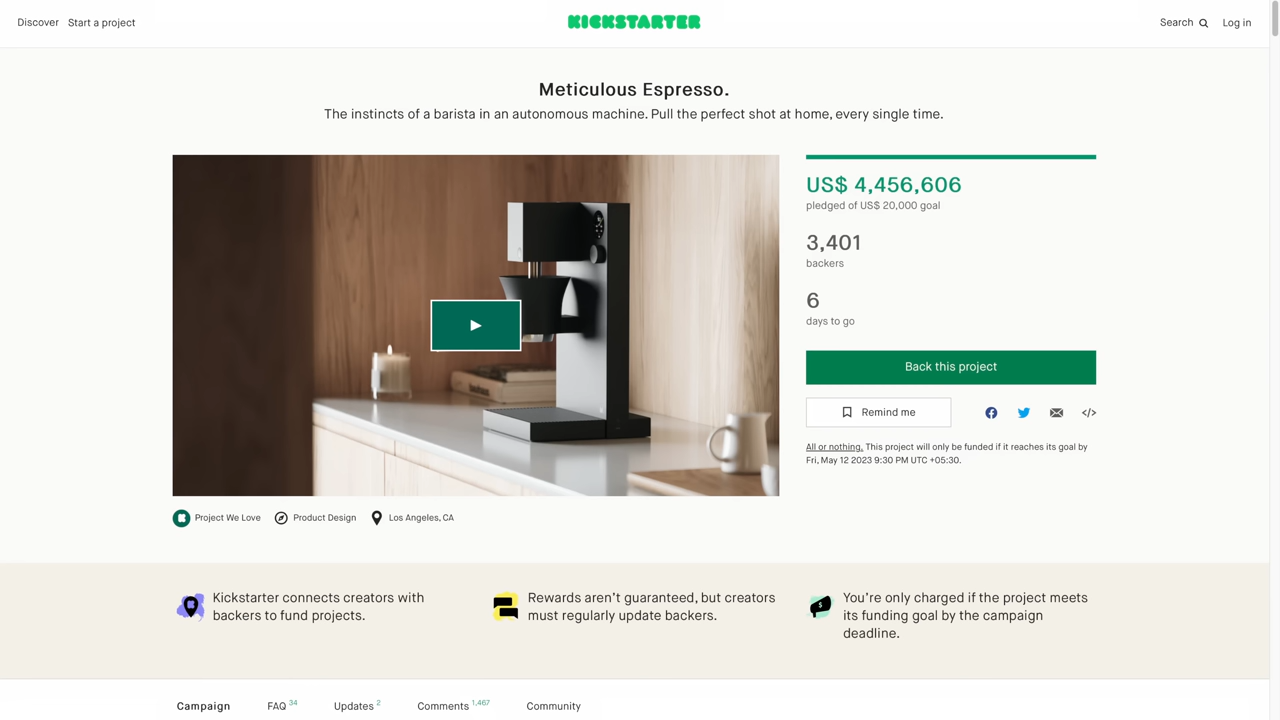 Discover Start a project
KICKSTARTER
Search
Log in
Meticulous Espresso.
The instincts of a barista in an autonomous machine. Pull the perfect shot at home, every single time.
US$ 4,456,606
pledged of US$ 20,000 goal
3,401
backers
6
days to go
Back this project
Remind me
All or nothing. This project will only be funded if it reaches its goal by
Fri, May 12 2023 9:30 PM UTC +05:30.
Project We Love
Product Design
Los Angeles, CA
Kickstarter connects creators with
backers to fund projects.
Rewards aren't guaranteed, but creators
must regularly update backers.
You're only charged if the project meets
its funding goal by the campaign
deadline.
Campaign
FAQ 34
Updates 2
Comments 1,467
Community